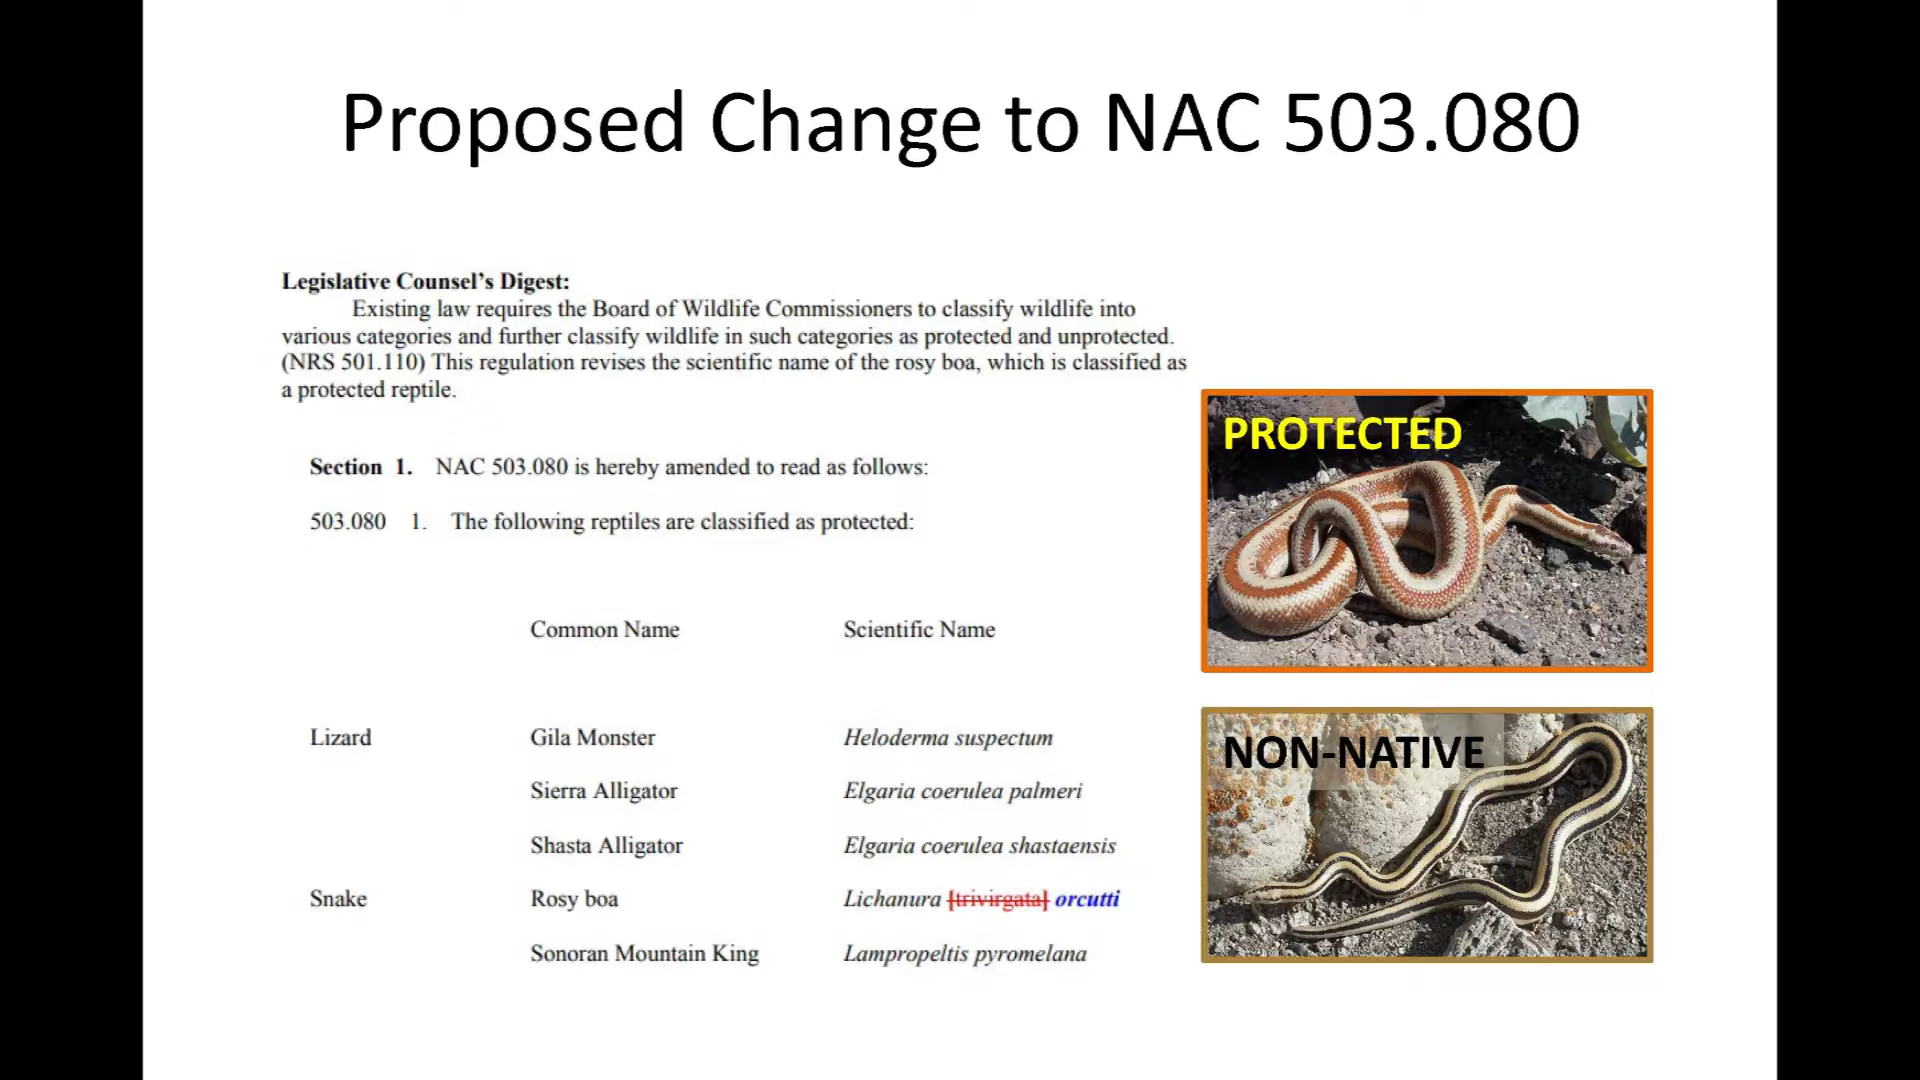 Proposed Change to NAC 503.080
Legislative Counsel's Digest:
Existing law requires the Board of Wildlife Commissioners to classify wildlife into
various categories and further classify wildlife in such categories as protected and unprotected.
(NRS 501.110) This regulation revises the scientific name of the rosy boa, which is classified as
a protected reptile.
Section 1. NAC 503.080 is hereby amended to read as follows:
503.080 1. The following reptiles are classified as protected:
Common Name Scientific Name
Lizard Gila Monster Heloderma suspectum
Sierra Alligator Elgaria coerulea palmeri
Shasta Alligator Elgaria coerulea shastaensis
Snake Rosy boa Lichanura [trivirgata] orcutti
Sonoran Mountain King Lampropeltis pyromelana
PROTECTED
NON-NATIVE